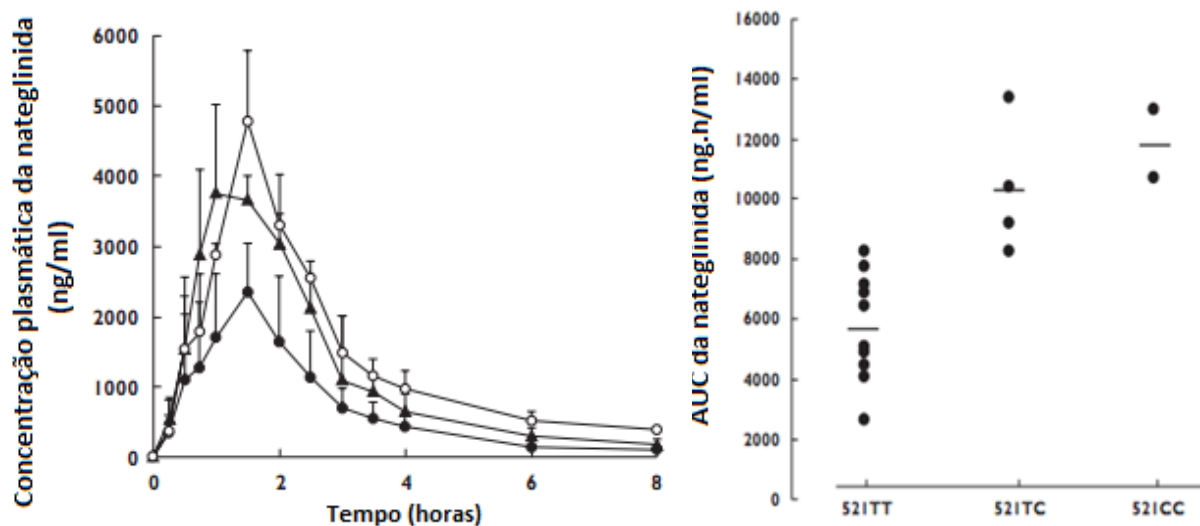 Concentração plasmática da nateglinida
(ng/ml)
6000
5000
4000
3000
2000
1000
0
0 2 4 6 8
Tempo (horas)
AUC da nateglinida (ng.h/ml)
16000
14000
12000
10000
8000
6000
4000
2000
0
521TT 521TC 521CC